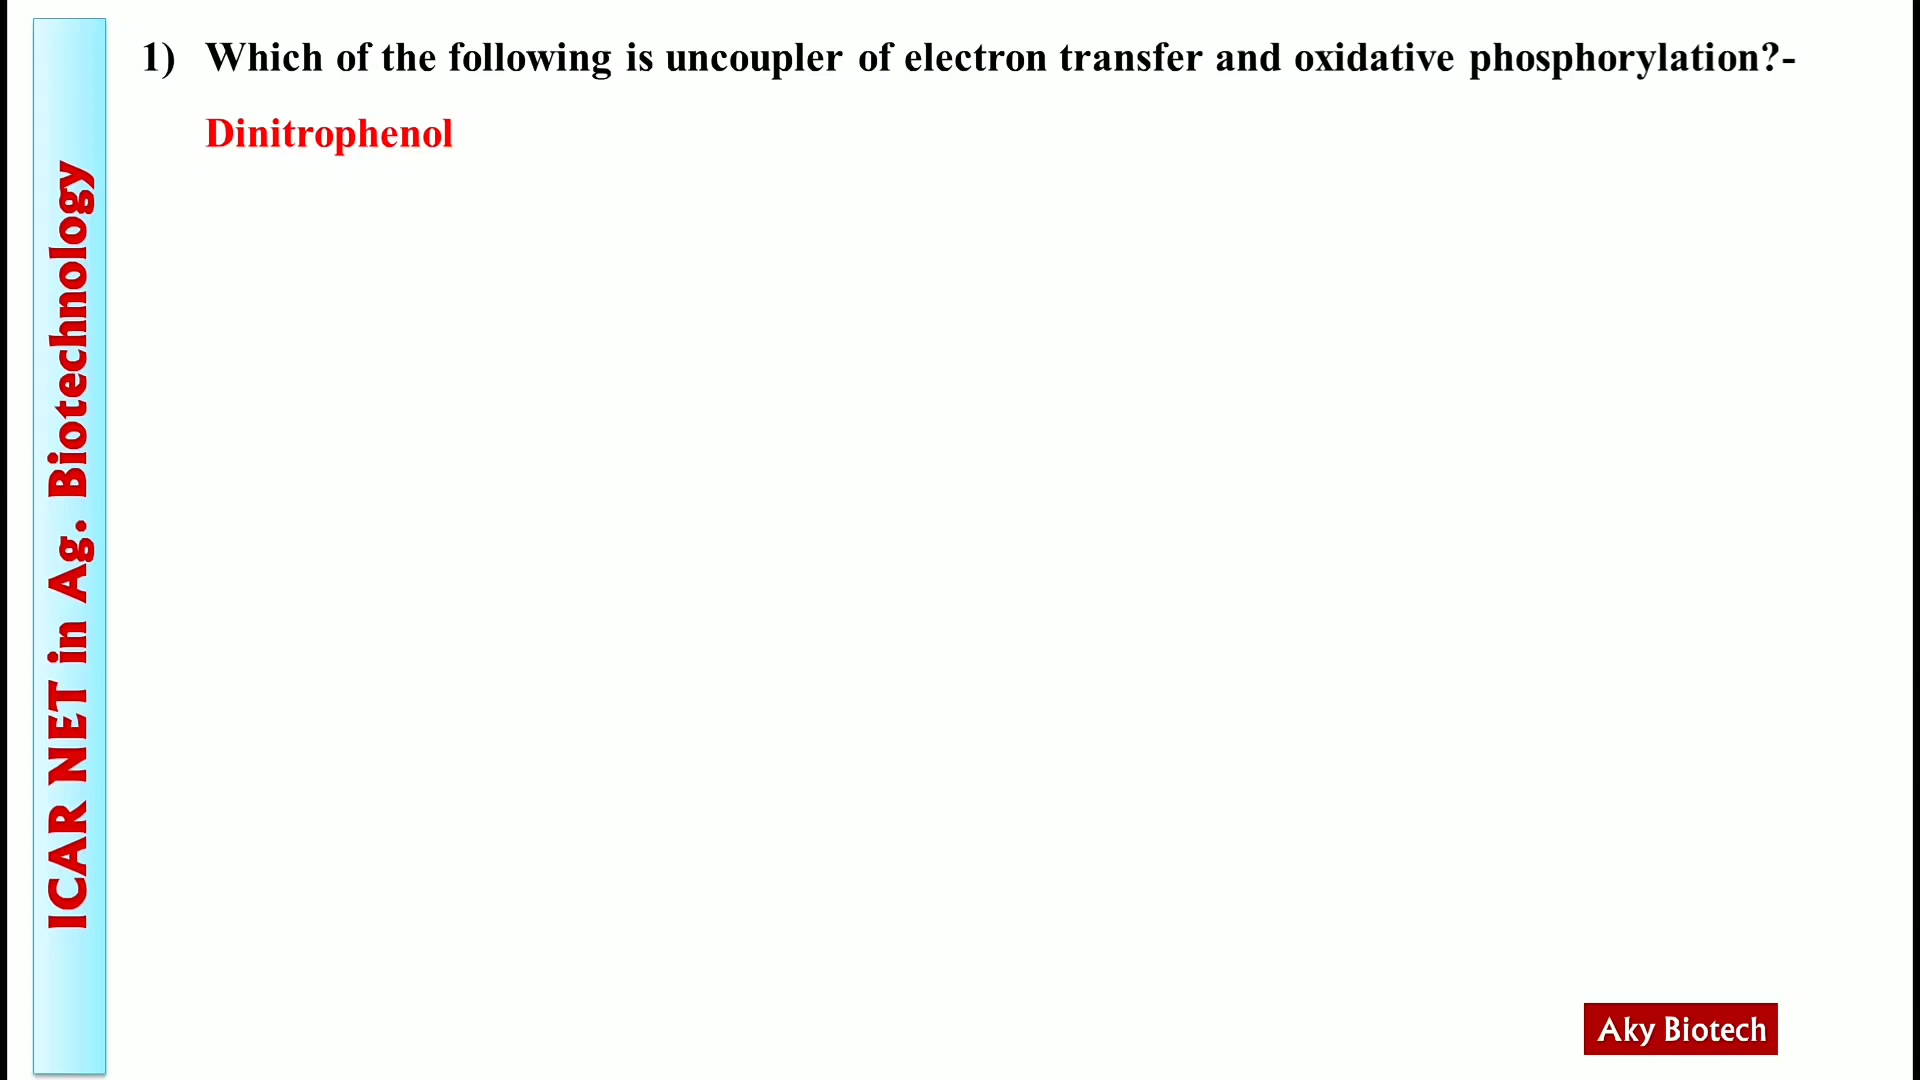 1) Which of the following is uncoupler of electron transfer and oxidative phosphorylation?-
Dinitrophenol
ICAR NET in Ag. Biotechnology
Aky Biotech